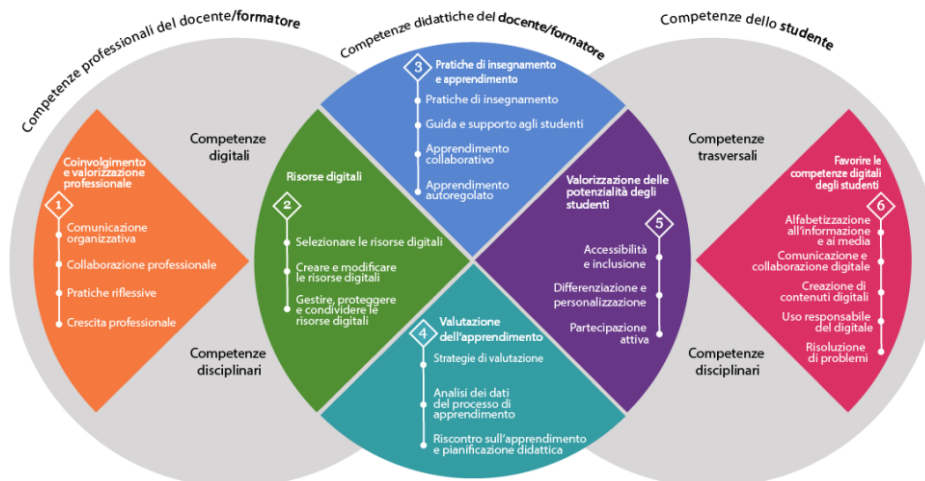 Competenze professionali del docente/formatore
Competenze didattiche del docente/formatore
Competenze dello studente
Competenze
digitali
Competenze
disciplinari
Coinvolgimento
e valorizzazione
professionale
1
Comunicazione
organizzativa
Collaborazione professionale
Pratiche riflessive
Crescita professionale
Risorse digitali
2
Selezionare le risorse digitali
Creare e modificare
le risorse digitali
Gestire, proteggere
e condividere le
risorse digitali
3
Pratiche di insegnamento
e apprendimento
Pratiche di insegnamento
Guida e supporto agli studenti
Apprendimento
collaborativo
Apprendimento
autoregolato
4
Valutazione
dell'apprendimento
Strategie di valutazione
Analisi dei dati
del processo di
apprendimento
Riscontro sull'apprendimento
e pianificazione didattica
Valorizzazione delle
potenzialità degli
studenti
5
Accessibilità
e inclusione
Differenziazione e
personalizzazione
Partecipazione
attiva
Competenze
trasversali
Competenze
disciplinari
Favorire le
competenze digitali
degli studenti
6
Alfabetizzazione
all'informazione
e ai media
Comunicazione e
collaborazione digitale
Creazione di
contenuti digitali
Uso responsabile
del digitale
Risoluzione
di problemi